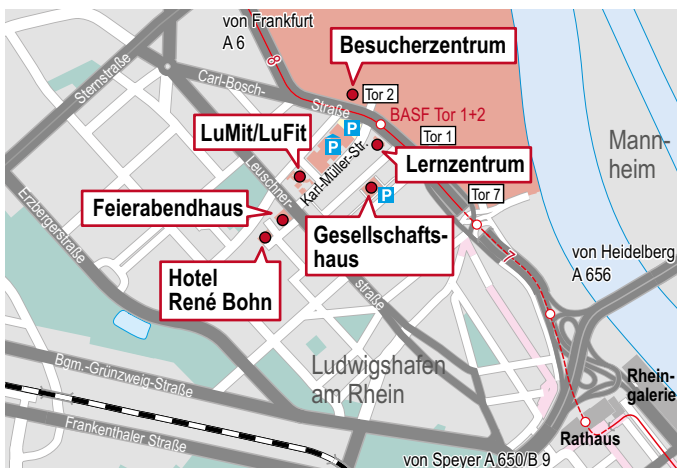 von Frankfurt
A 6
Besucherzentrum
Sternstraße
Carl-Bosch-
Straße
8
Tor 2
BASF Tor 1+2
P
P
Tor 1
LuMit/LuFit
Karl-Müller-Str.
Lernzentrum
Mann-
heim
Leuschner-
straße
P
Tor 7
Erzbergerstraße
Feierabendhaus
Gesellschafts-
haus
7
von Heidelberg
A 656
Hotel
René Bohn
Ludwigshafen
am Rhein
Bgm.-Grünzweig-Straße
Rhein-
galerie
Frankenthaler Straße
Rathaus
von Speyer A 650/B 9